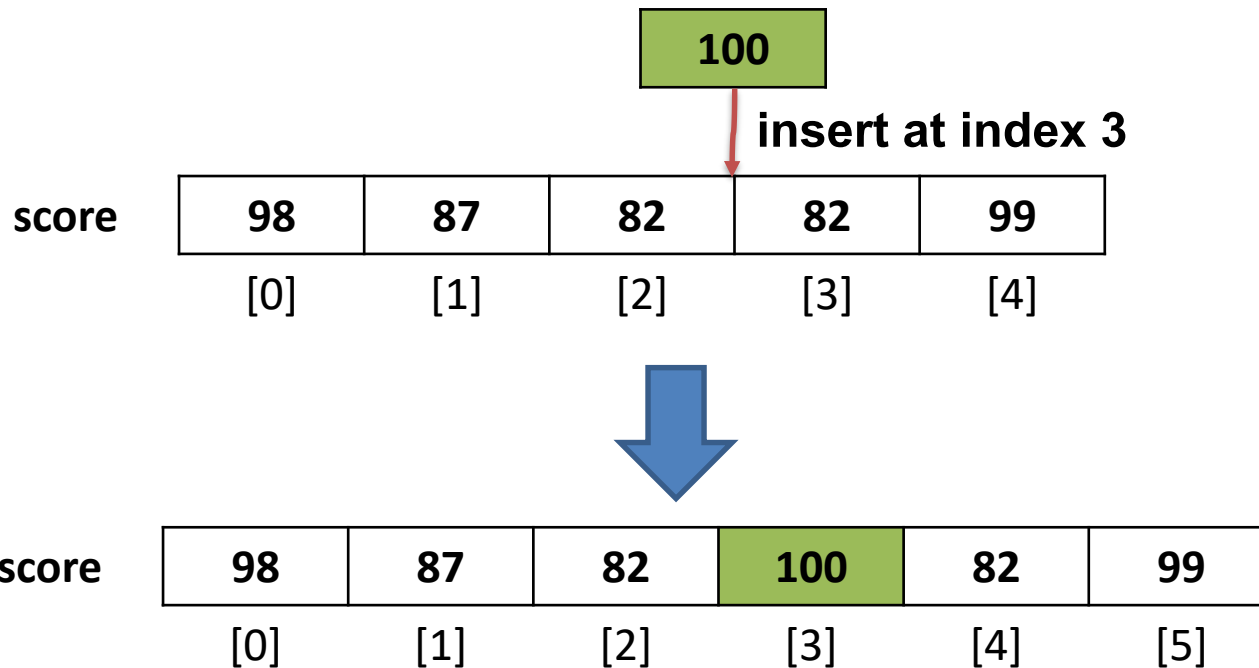 100
insert at index 3
score 98 87 82 82 99
[0] [1] [2] [3] [4]
score 98 87 82 100 82 99
[0] [1] [2] [3] [4] [5]